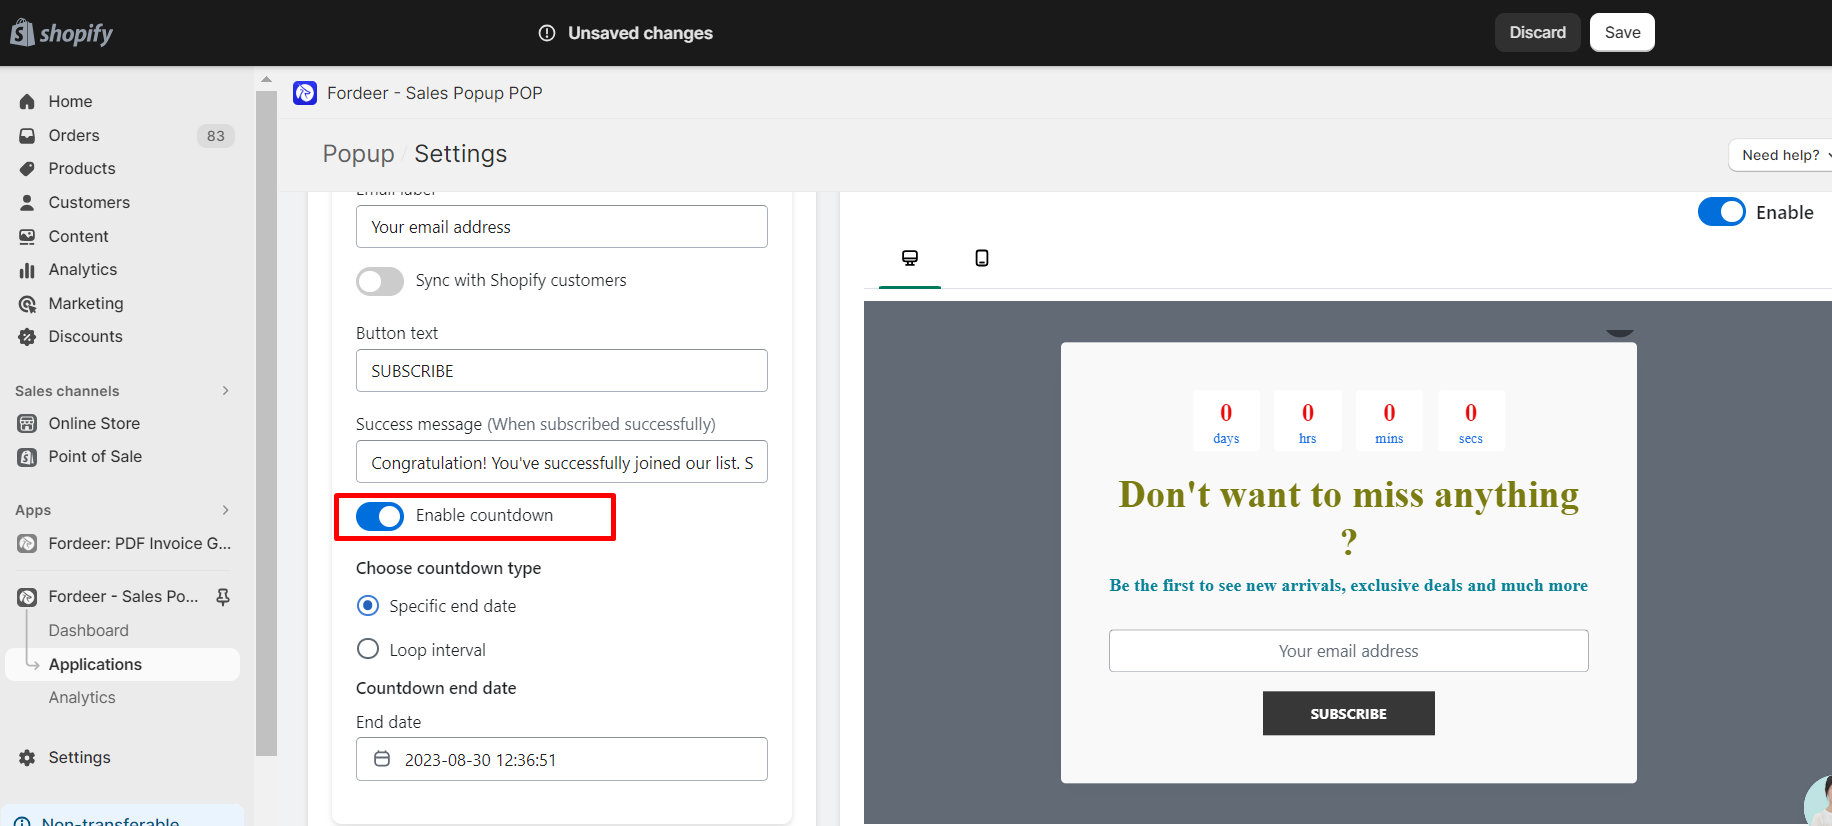 shopify
Unsaved changes
Discard
Save
Home
Orders
83
Products
Customers
Content
Analytics
Marketing
Discounts
Sales channels
Online Store
Point of Sale
Apps
Fordeer: PDF Invoice G...
Fordeer - Sales Po...
Dashboard
Applications
Analytics
Settings
Non-transferable
Fordeer - Sales Popup POP
Popup / Settings
Need help?
Email label
Your email address
Sync with Shopify customers
Button text
SUBSCRIBE
Success message (When subscribed successfully)
Congratulation! You've successfully joined our list. S
Enable countdown
Choose countdown type
Specific end date
Loop interval
Countdown end date
End date
2023-08-30 12:36:51
Enable
0 0 0 0
days hrs mins secs
Don't want to miss anything
?
Be the first to see new arrivals, exclusive deals and much more
Your email address
SUBSCRIBE